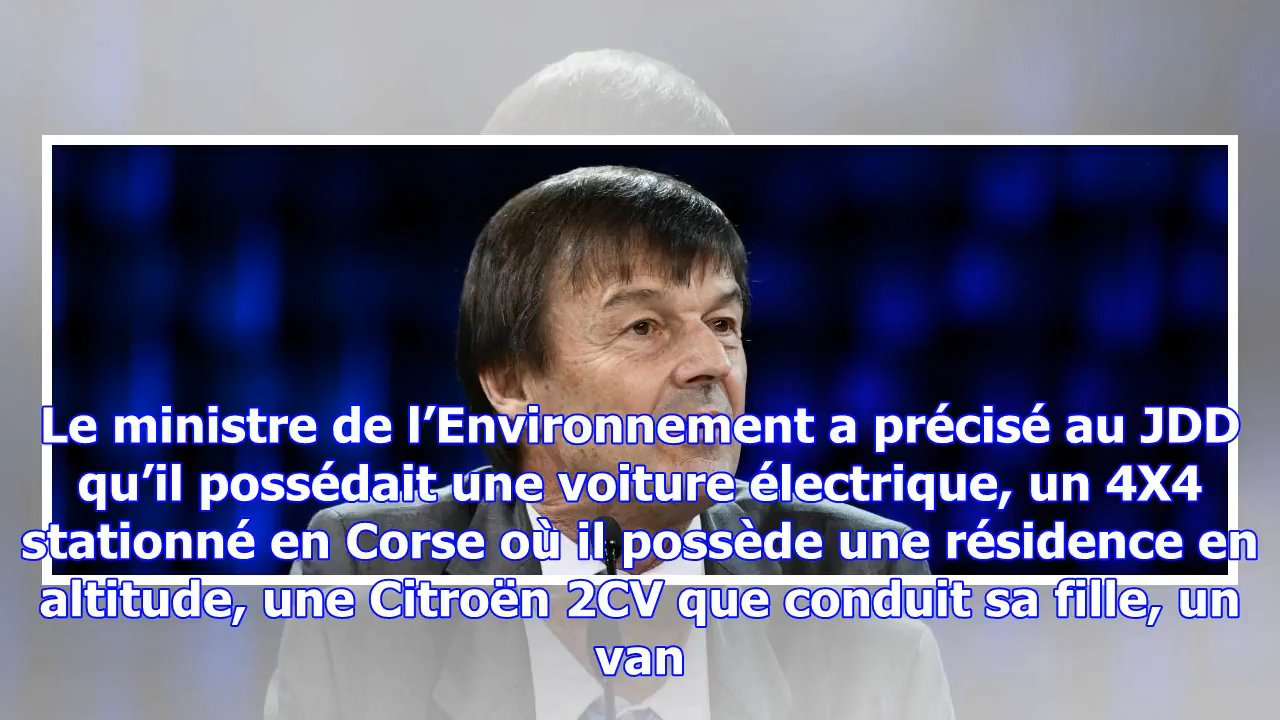 Le ministre de l’Environnement a précisé au JDD
qu’il possédait une voiture électrique, un 4X4
stationné en Corse où il possède une résidence en
altitude, une Citroën 2CV que conduit sa fille, un
van